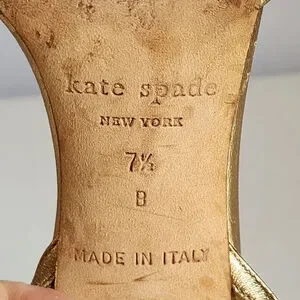 kate spade
NEW YORK
7½
B
MADE IN ITALY